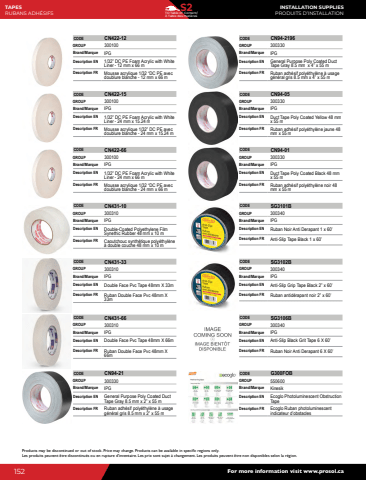 TAPES
RUBANS ADHÉSIFS
S2
INSTALLATION SUPPLIES
PRODUITS D'INSTALLATION
CODE CN422-12
GROUP 300100
Brand/Marque IPG
Description EN 1/32" DC PE Foam Acrylic with White
Liner - 12 mm x 66 m
Description FR Mousse acrylique 1/32 "DC PE avec
doublure blanche - 12 mm x 66 m
CODE CN422-15
GROUP 300100
Brand/Marque IPG
Description EN 1/32" DC PE Foam Acrylic with White
Liner - 24 mm x 15.24 m
Description FR Mousse acrylique 1/32 "DC PE avec
doublure blanche - 24 mm x 15.24 m
CODE CN422-66
GROUP 300100
Brand/Marque IPG
Description EN 1/32" DC PE Foam Acrylic with White
Liner - 24 mm x 66 m
Description FR Mousse acrylique 1/32 "DC PE avec
doublure blanche - 24 mm x 66 m
CODE CN431-10
GROUP 300310
Brand/Marque IPG
Description EN Double-Coated Polyethylene Film
Synethic Rubber 48 mm x 10 m
Description FR Caoutchouc synthétique polyéthylène
à double couche 48 mm x 10 m
CODE CN431-33
GROUP 300310
Brand/Marque IPG
Description EN Double Face Pvc Tape 48mm X 33m
Description FR Ruban Double Face Pvc 48mm X
33m
CODE CN431-66
GROUP 300310
Brand/Marque IPG
Description EN Double Face Pvc Tape 48mm X 66m
Description FR Ruban Double Face Pvc 48mm X
66m
CODE CN94-21
GROUP 300330
Brand/Marque IPG
Description EN General Purpose Poly Coated Duct
Tape Gray 8.5 mm x 2" x 55 m
Description FR Ruban adhésif polyéthylène à usage
général gris 8.5 mm x 2" x 55 m
CODE CN94-2196
GROUP 300330
Brand/Marque IPG
Description EN General Purpose Poly Coated Duct
Tape Gray 8.5 mm x 4" x 55 m
Description FR Ruban adhésif polyéthylène à usage
général gris 8.5 mm x 4" x 55 m
CODE CN94-05
GROUP 300330
Brand/Marque IPG
Description EN Duct Tape Poly Coated Yellow 48 mm
x 55 m
Description FR Ruban adhésif polyéthylène jaune 48
mm x 55 m
CODE CN94-01
GROUP 300330
Brand/Marque IPG
Description EN Duct Tape Poly Coated Black 48 mm
x 55 m
Description FR Ruban adhésif polyéthylène noir 48
mm x 55 m
CODE SG3101B
GROUP 300340
Brand/Marque IPG
Description EN Ruban Noir Anti Derapant 1 x 60'
Description FR Anti-Slip Tape Black 1 x 60'
CODE SG3102B
GROUP 300340
Brand/Marque IPG
Description EN Anti-Slip Grip Tape Black 2" x 60'
Description FR Ruban antidérapant noir 2" x 60'
IMAGE
COMING SOON
IMAGE BIENTÔT
DISPONIBLE
CODE SG3106B
GROUP 300340
Brand/Marque IPG
Description EN Anti-Slip Black Grit Tape 6 X 60'
Description FR Ruban Noir Anti Derapant 6 X 60'
ecoglo
CODE G300FOB
GROUP 555600
Brand/Marque Kinesik
Description EN Ecoglo Photoluminescent Obstruction
Tape
Description FR Ecoglo Ruban photoluminescent
indicateur d'obstacles
Products may be discontinued or out of stock. Price may change. Products can be available in specific regions only.
Les produits peuvent être discontinués ou en rupture d'inventaire. Les prix sont sujets à changement. Les produits peuvent être non disponibles selon la région.
152
For more information visit www.prosol.ca